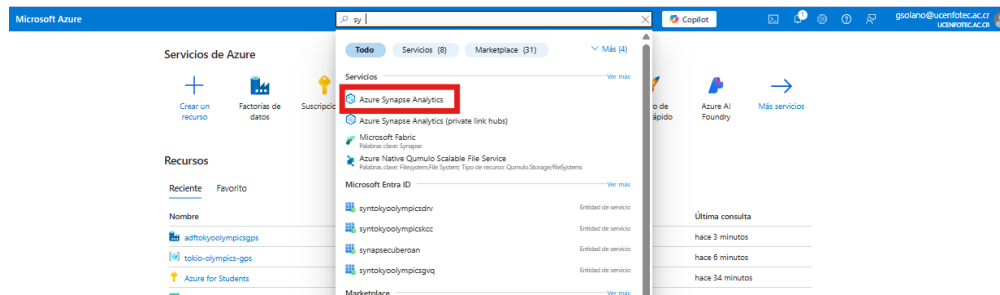 Microsoft Azure
sy
Copilot
gsolano@ucenfotec.ac.cr
UCENFOTEC.AC.CR
Todo
Servicios (8)
Marketplace (31)
Más (4)
Servicios de Azure
Crear un recurso
Factorías de datos
Azure AI Foundry
Más servicios
Servicios
Ver más
Azure Synapse Analytics
Azure Synapse Analytics (private link hubs)
Microsoft Fabric
Palabras clave: Synapse
Azure Native Qumulo Scalable File Service
Palabras clave: Filesystem,File System; Tipo de recurso: Qumulo.Storage/fileSystems
Microsoft Entra ID
Ver más
syntokyoolympicsdrv
Entidad de servicio
syntokyoolympicskcc
Entidad de servicio
synapsecuberoan
Entidad de servicio
syntokyoolympicsgvq
Entidad de servicio
Marketplace
Ver más
Recursos
Reciente
Favorito
Nombre
Última consulta
adftokyoolympicsgps
hace 3 minutos
tokio-olympics-gps
hace 6 minutos
Azure for Students
hace 34 minutos